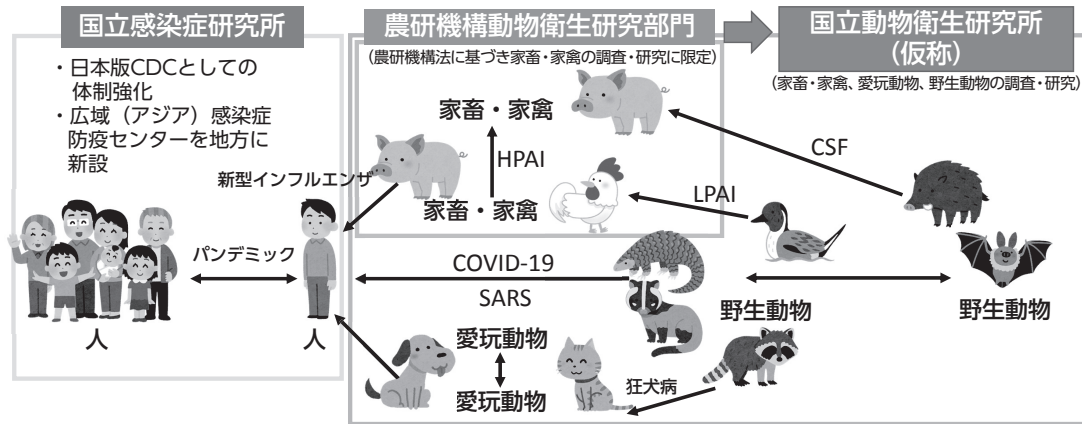 国立感染症研究所
・日本版CDCとしての
体制強化
・広域（アジア）感染症
防疫センターを地方に
新設
農研機構動物衛生研究部門
(農研機構法に基づき家畜・家禽の調査・研究に限定)
国立動物衛生研究所
（仮称）
(家畜・家禽、愛玩動物、野生動物の調査・研究)
家畜・家禽
HPAI
家畜・家禽
新型インフルエンザ
CSF
LPAI
パンデミック
COVID-19
SARS
人
人
野生動物
野生動物
愛玩動物
愛玩動物
狂犬病